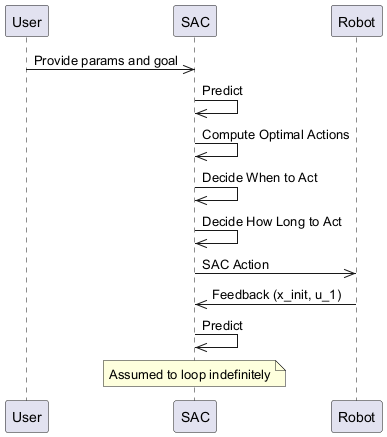 User SAC Robot
Provide params and goal
Predict
Compute Optimal Actions
Decide When to Act
Decide How Long to Act
SAC Action
Feedback (x_init, u_1)
Predict
Assumed to loop indefinitely
User SAC Robot